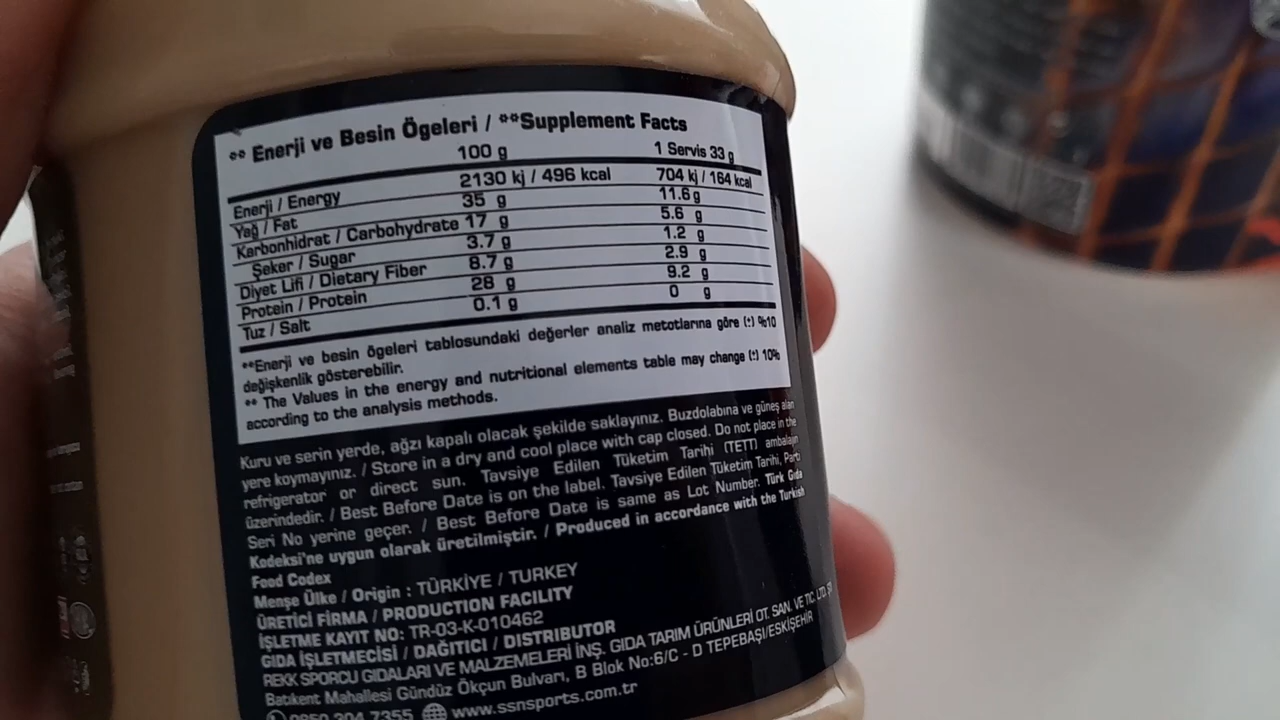 ** Enerji ve Besin Ögeleri / **Supplement Facts
100 g 1 Servis 33 g
Enerji / Energy 2130 kj / 496 kcal 704 kj / 164 kcal
Yağ / Fat 35 g 11.6 g
Karbonhidrat / Carbohydrate 17 g 5.6 g
Şeker / Sugar 3.7 g 1.2 g
Diyet Lifi / Dietary Fiber 8.7 g 2.9 g
Protein / Protein 28 g 9.2 g
Tuz / Salt 0.1 g 0 g
**Enerji ve besin ögeleri tablosundaki değerler analiz metotlarına göre (±) %10
değişkenlik gösterebilir.
** The Values in the energy and nutritional elements table may change (±) 10%
according to the analysis methods.
Kuru ve serin yerde, ağzı kapalı olacak şekilde saklayınız. Buzdolabına ve güneş alan
yere koymayınız. / Store in a dry and cool place with cap closed. Do not place in the
refrigerator or direct sun. Tavsiye Edilen Tüketim Tarihi (TETT) ambalajın
üzerindedir. / Best Before Date is on the label. Tavsiye Edilen Tüketim Tarihi, Parti
Seri No yerine geçer. / Best Before Date is same as Lot Number. Türk Gıda
Kodeksi'ne uygun olarak üretilmiştir. / Produced in accordance with the Turkish
Food Codex
Menşe Ülke / Origin : TÜRKİYE / TURKEY
ÜRETİCİ FİRMA / PRODUCTION FACILITY
İŞLETME KAYIT NO: TR-03-K-010462
GIDA İŞLETMECİSİ / DAĞITICI / DISTRIBUTOR
REKK SPORCU GIDALARI VE MALZEMELERİ İNŞ. GIDA TARIM ÜRÜNLERİ OT. SAN. VE TİC. LTD. ŞTİ
Batıkent Mahallesi Gündüz Ökçun Bulvarı, B Blok No:6/C - D TEPEBAŞI/ESKİŞEHİR
0850 304 7355 www.ssnsports.com.tr